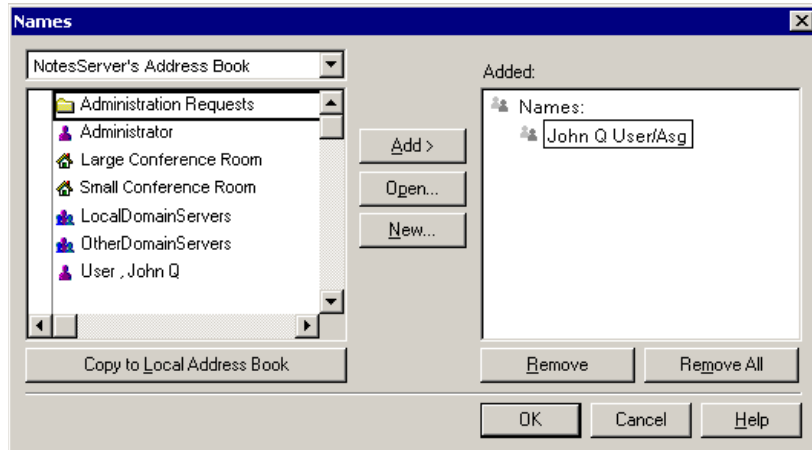 Names
NotesServer's Address Book
Administration Requests
Administrator
Large Conference Room
Small Conference Room
LocalDomainServers
OtherDomainServers
User , John Q
Copy to Local Address Book
Add >
Open...
New...
Added:
Names:
John Q User/Asg
Remove
Remove All
OK
Cancel
Help